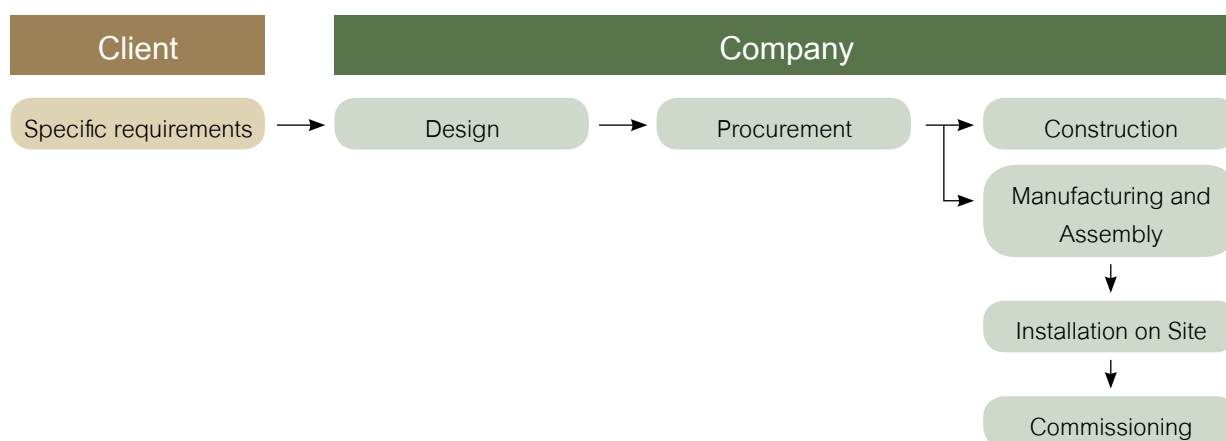 Client
Company
Specific requirements
Design
Procurement
Construction
Manufacturing and
Assembly
Installation on Site
Commissioning